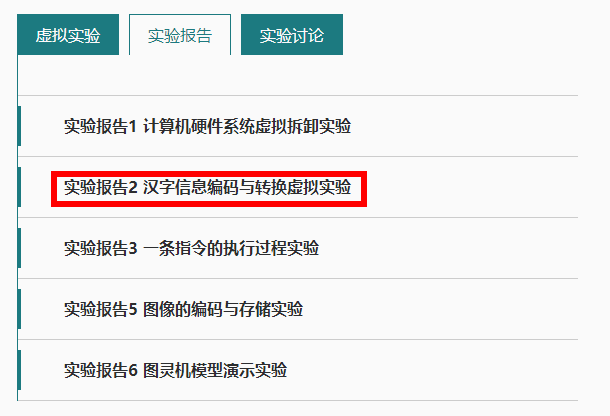 虚拟实验 实验报告 实验讨论
实验报告1 计算机硬件系统虚拟拆卸实验
实验报告2 汉字信息编码与转换虚拟实验
实验报告3 一条指令的执行过程实验
实验报告5 图像的编码与存储实验
实验报告6 图灵机模型演示实验